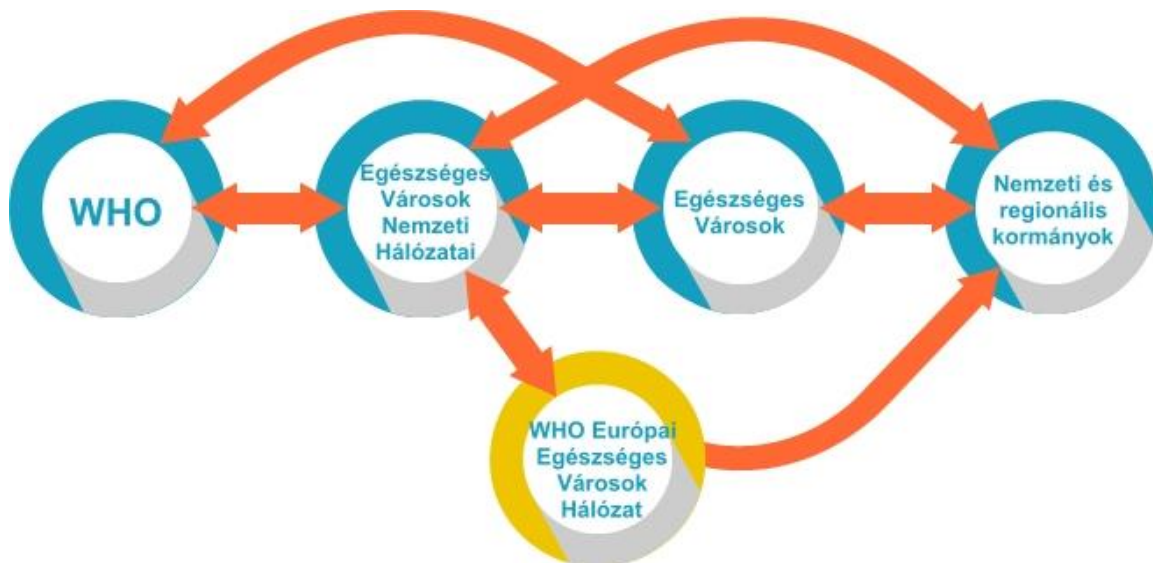 WHO
Egészséges
Városok
Nemzeti
Hálózatai
Egészséges
Városok
Nemzeti és
regionális
kormányok
WHO Európai
Egészséges
Városok
Hálózat